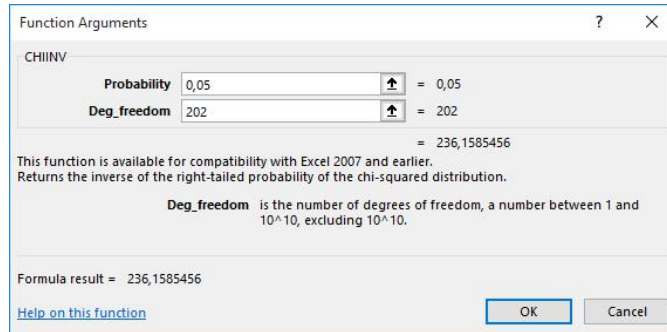 Function Arguments ? ×
CHIINV
Probability 0,05 = 0,05
Deg_freedom 202 = 202
= 236,1585456
This function is available for compatibility with Excel 2007 and earlier.
Returns the inverse of the right-tailed probability of the chi-squared distribution.
Deg_freedom is the number of degrees of freedom, a number between 1 and
10^10, excluding 10^10.
Formula result = 236,1585456
Help on this function OK Cancel